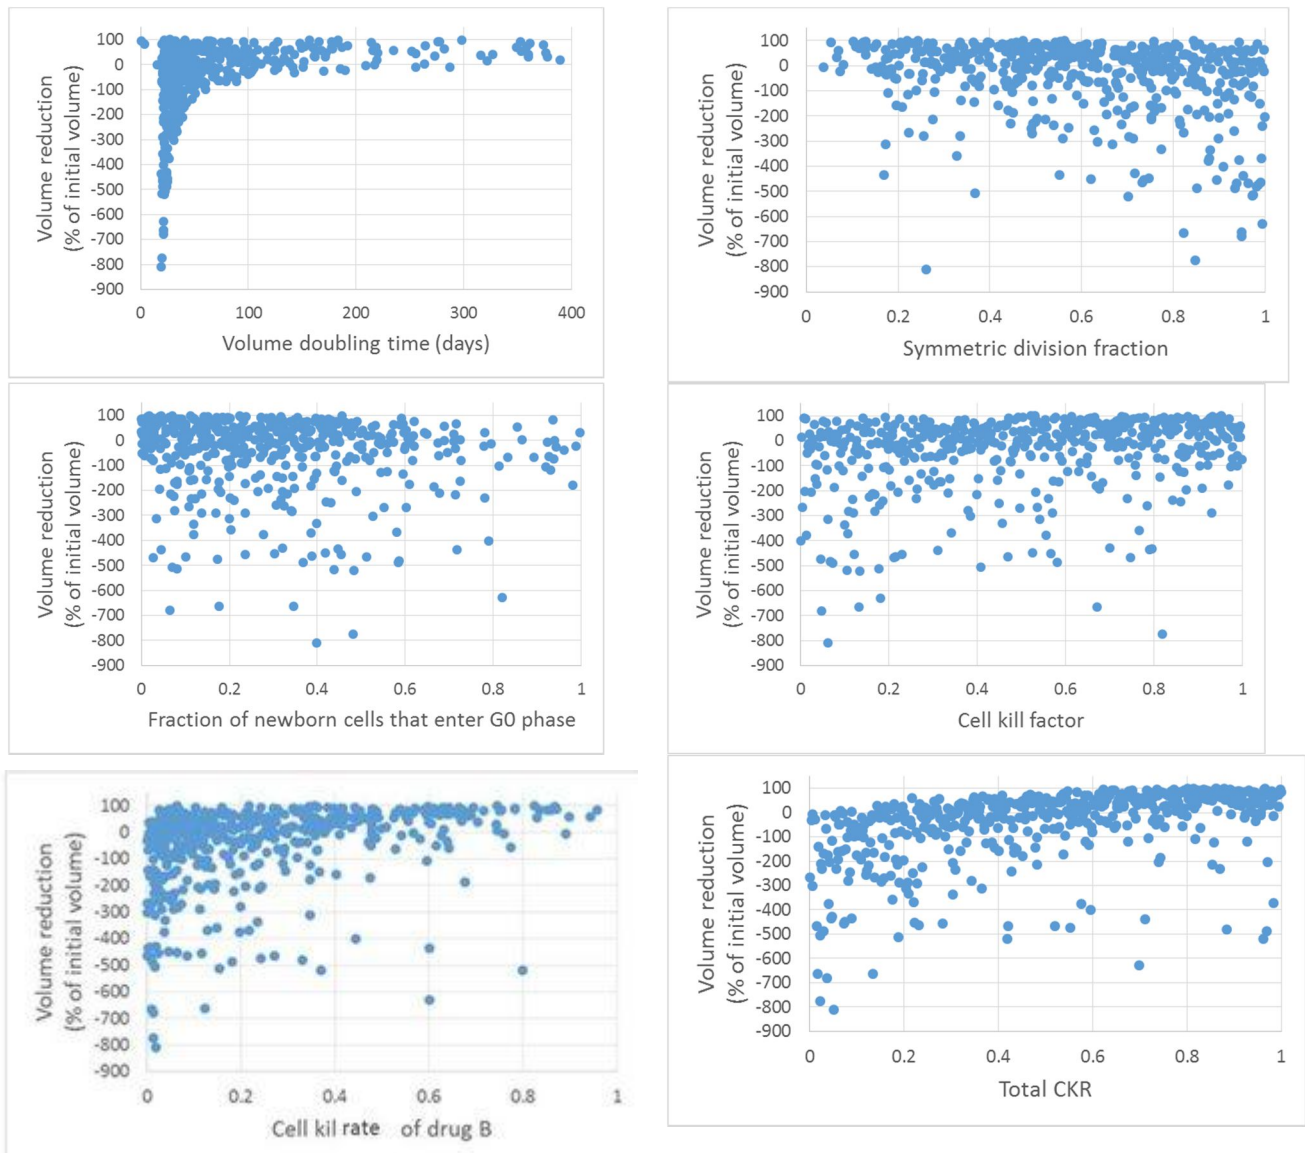 Volume reduction
(% of initial volume)
100
0
-100
-200
-300
-400
-500
-600
-700
-800
-900
0 100 200 300 400
Volume doubling time (days)
Volume reduction
(% of initial volume)
100
0
-100
-200
-300
-400
-500
-600
-700
-800
-900
0 0.2 0.4 0.6 0.8 1
Symmetric division fraction
Volume reduction
(% of initial volume)
100
0
-100
-200
-300
-400
-500
-600
-700
-800
-900
0 0.2 0.4 0.6 0.8 1
Fraction of newborn cells that enter G0 phase
Volume reduction
(% of initial volume)
100
0
-100
-200
-300
-400
-500
-600
-700
-800
-900
0 0.2 0.4 0.6 0.8 1
Cell kill factor
Volume reduction
(% of initial volume)
100
0
-100
-200
-300
-400
-500
-600
-700
-800
-900
0 0.2 0.4 0.6 0.8 1
Cell kil rate of drug B
Volume reduction
(% of initial volume)
100
0
-100
-200
-300
-400
-500
-600
-700
-800
-900
0 0.2 0.4 0.6 0.8 1
Total CKR